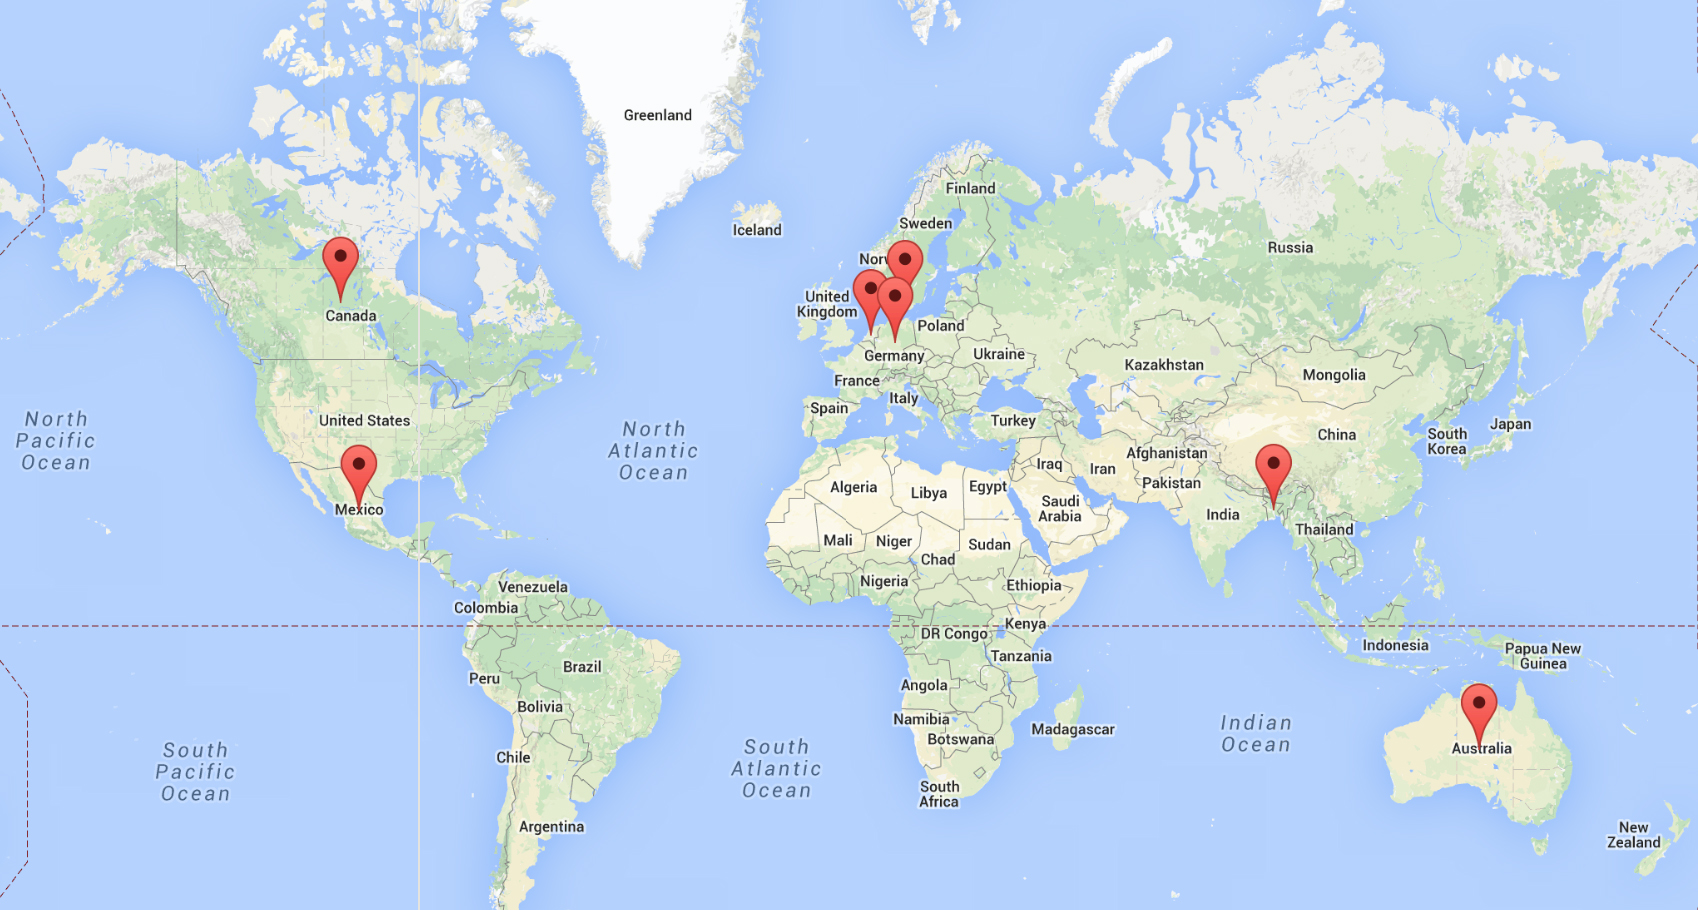 Greenland
Finland
Sweden
Iceland
Russia
Norw
United
Kingdom
Canada
Poland
Germany
Ukraine
Kazakhstan
Mongolia
France
Italy
Spain
United States
Turkey
Japan
China
South
Korea
North
Pacific
Ocean
North
Atlantic
Ocean
Afghanistan
Iraq
Iran
Pakistan
Algeria
Libya
Egypt
Saudi
Arabia
India
Mexico
Thailand
Mali
Niger
Sudan
Chad
Nigeria
Ethiopia
Venezuela
Colombia
Kenya
DR Congo
Indonesia
Papua New
Guinea
Tanzania
Brazil
Peru
Angola
Bolivia
Namibia
Botswana
Madagascar
Indian
Ocean
Australia
Chile
South
Pacific
Ocean
South
Atlantic
Ocean
South
Africa
Argentina
New
Zealand